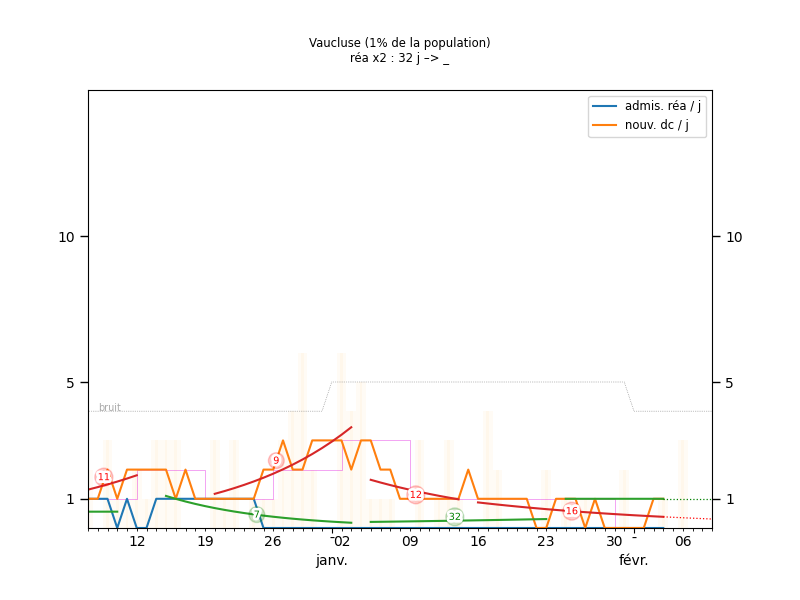 Vaucluse (1% de la population)
réa x2 : 32 j –> _
admis. réa / j
nouv. dc / j
10 10
5 5
bruit
11 9 12 7 32 16
1 1
12 19 26 02 09 16 23 30 06
janv. févr.